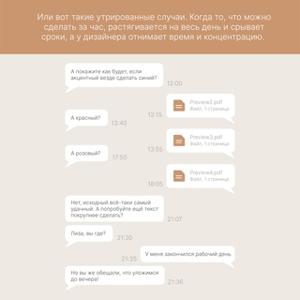 Или вот такие утрированные случаи. Когда то, что можно
сделать за час, растягивается на весь день и срывает
сроки, а у дизайнера отнимает время и концентрацию.
А покажите как будет, если
акцентный везде сделать синий?
12:00
Preview2.pdf
Файл, 1 страница
13:15
А красный?
13:40
Preview3.pdf
Файл, 1 страница
13:55
А розовый?
17:50
Preview4.pdf
Файл, 1 страница
18:05
Нет, исходный всё-таки самый
удачный. А попробуйте ещё текст
покрупнее сделать?
21:07
Лиза, вы где?
21:20
У меня закончился рабочий день
21:35
Но вы же обещали, что уложимся
до вечера!
21:36